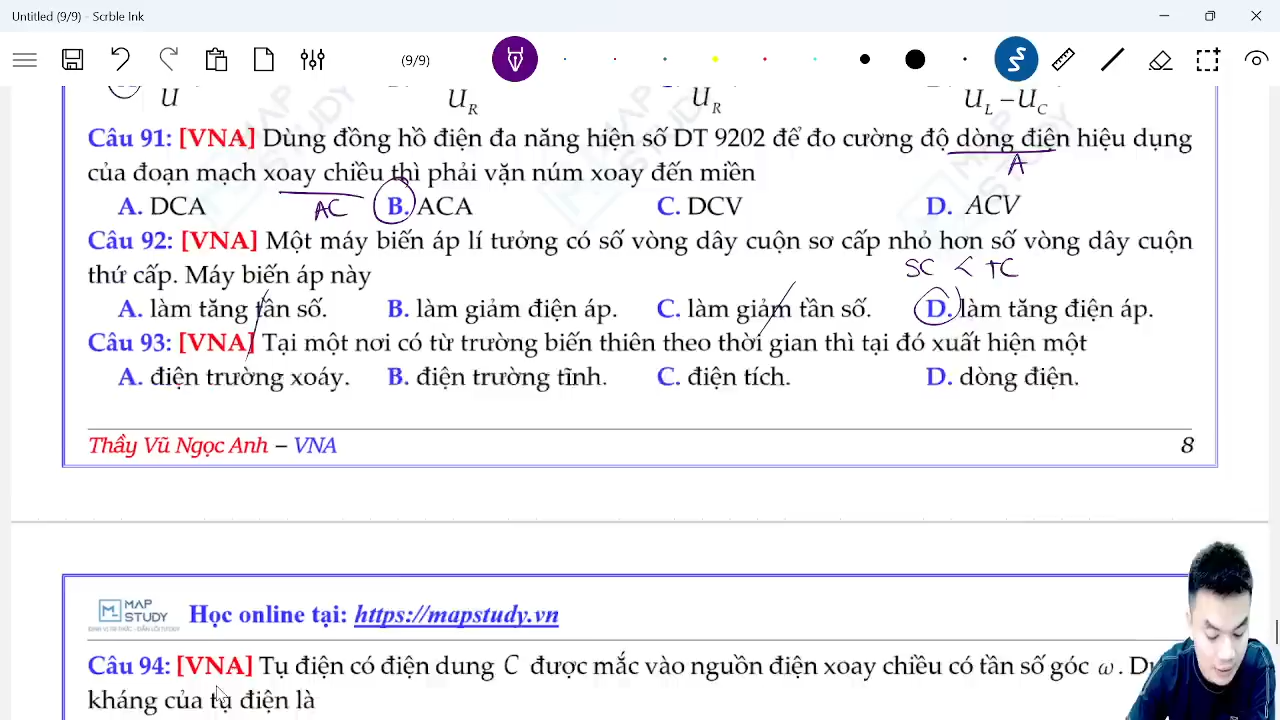 Untitled (9/9) - Scrble Ink
(9/9)
U
U_R
U_R
U_L – U_C
Câu 91: [VNA] Dùng đồng hồ điện đa năng hiện số DT 9202 để đo cường độ dòng điện hiệu dụng
A
của đoạn mạch xoay chiều thì phải vặn núm xoay đến miền
A. DCA AC B. ACA C. DCV D. ACV
Câu 92: [VNA] Một máy biến áp lí tưởng có số vòng dây cuộn sơ cấp nhỏ hơn số vòng dây cuộn
SC < TC
thứ cấp. Máy biến áp này
A. làm tăng tần số. B. làm giảm điện áp. C. làm giảm tần số. D. làm tăng điện áp.
Câu 93: [VNA] Tại một nơi có từ trường biến thiên theo thời gian thì tại đó xuất hiện một
A. điện trường xoáy. B. điện trường tĩnh. C. điện tích. D. dòng điện.
Thầy Vũ Ngọc Anh – VNA 8
MAP STUDY
Học online tại: https://mapstudy.vn
Câu 94: [VNA] Tụ điện có điện dung C được mắc vào nguồn điện xoay chiều có tần số góc ω.
kháng của tụ điện là